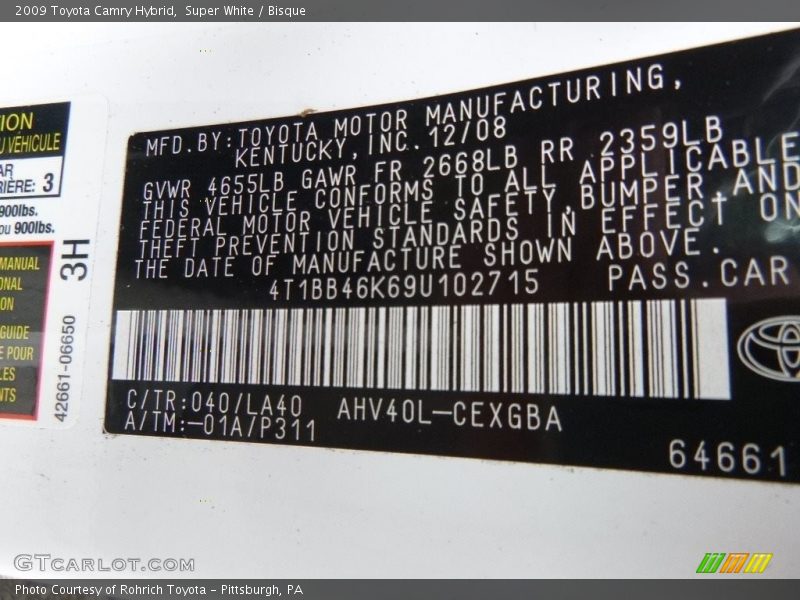 2009 Toyota Camry Hybrid, Super White / Bisque
MFD.BY:TOYOTA MOTOR MANUFACTURING,
KENTUCKY,INC.12/08
GVWR 4655LB GAWR FR 2668LB RR 2359LB
THIS VEHICLE CONFORMS TO ALL APPLICABLE
FEDERAL MOTOR VEHICLE SAFETY,BUMPER AND
THEFT PREVENTION STANDARDS IN EFFECT ON
THE DATE OF MANUFACTURE SHOWN ABOVE.
4T1BB46K69U102715 PASS.CAR
C/TR:040/LA40 AHV40L-CEXGBA
A/TM:-01A/P311
64661
TION
VÉHICULE
3
900lbs.
ou 900lbs.
MANUAL
ONAL
ION
GUIDE
E POUR
LES
NTS
42661-06650 3H
GTCARLOT.COM
Photo Courtesy of Rohrich Toyota - Pittsburgh, PA